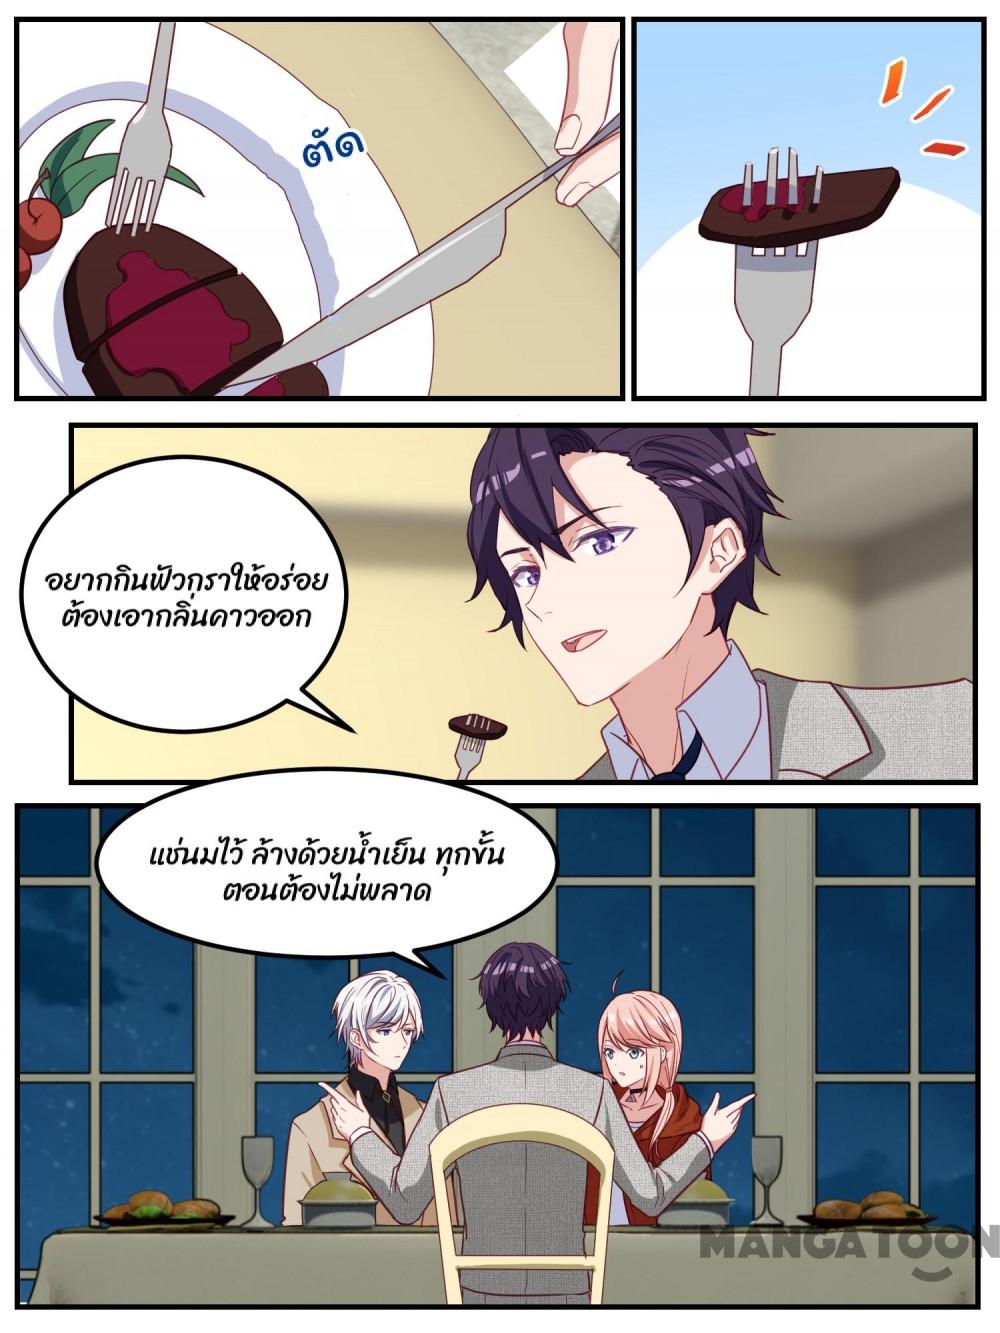 ตัด
อยากกินฟัวกราให้อร่อย
ต้องเอากลิ่นคาวออก
แช่นมไว้ ล้างด้วยน้ำเย็น ทุกขั้น
ตอนต้องไม่พลาด
MANGATOON